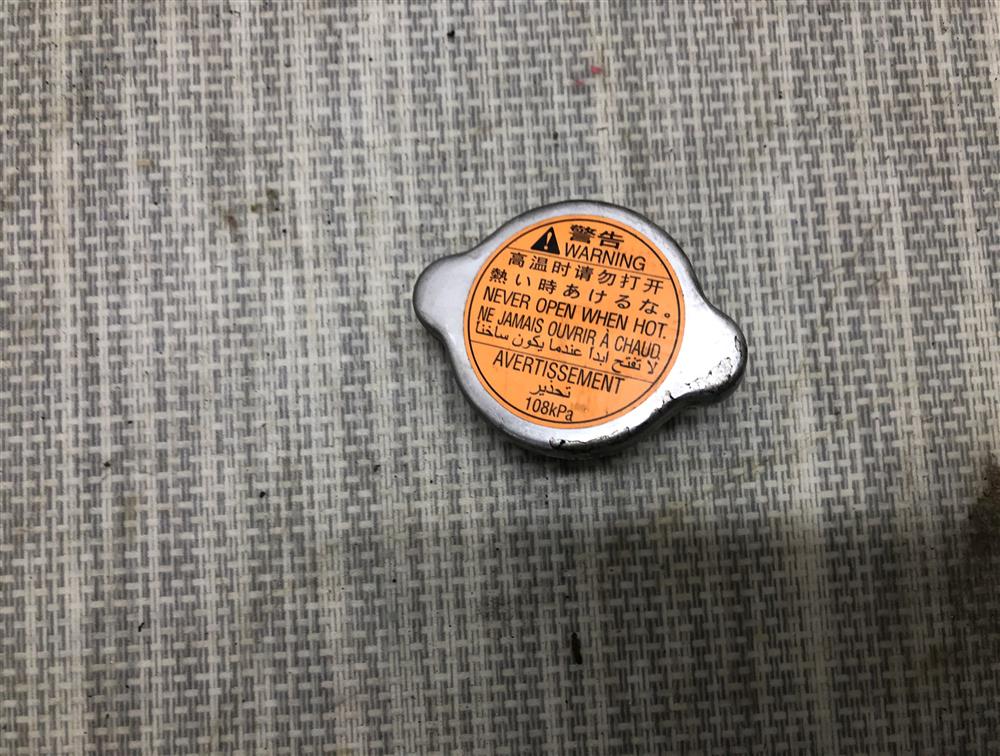 警告
WARNING
高温时请勿打开
熱い時あけるな。
NEVER OPEN WHEN HOT.
NE JAMAIS OUVRIR À CHAUD.
لا تفتح ابدا عندما يكون ساخنا
AVERTISSEMENT
تحذير
108kPa